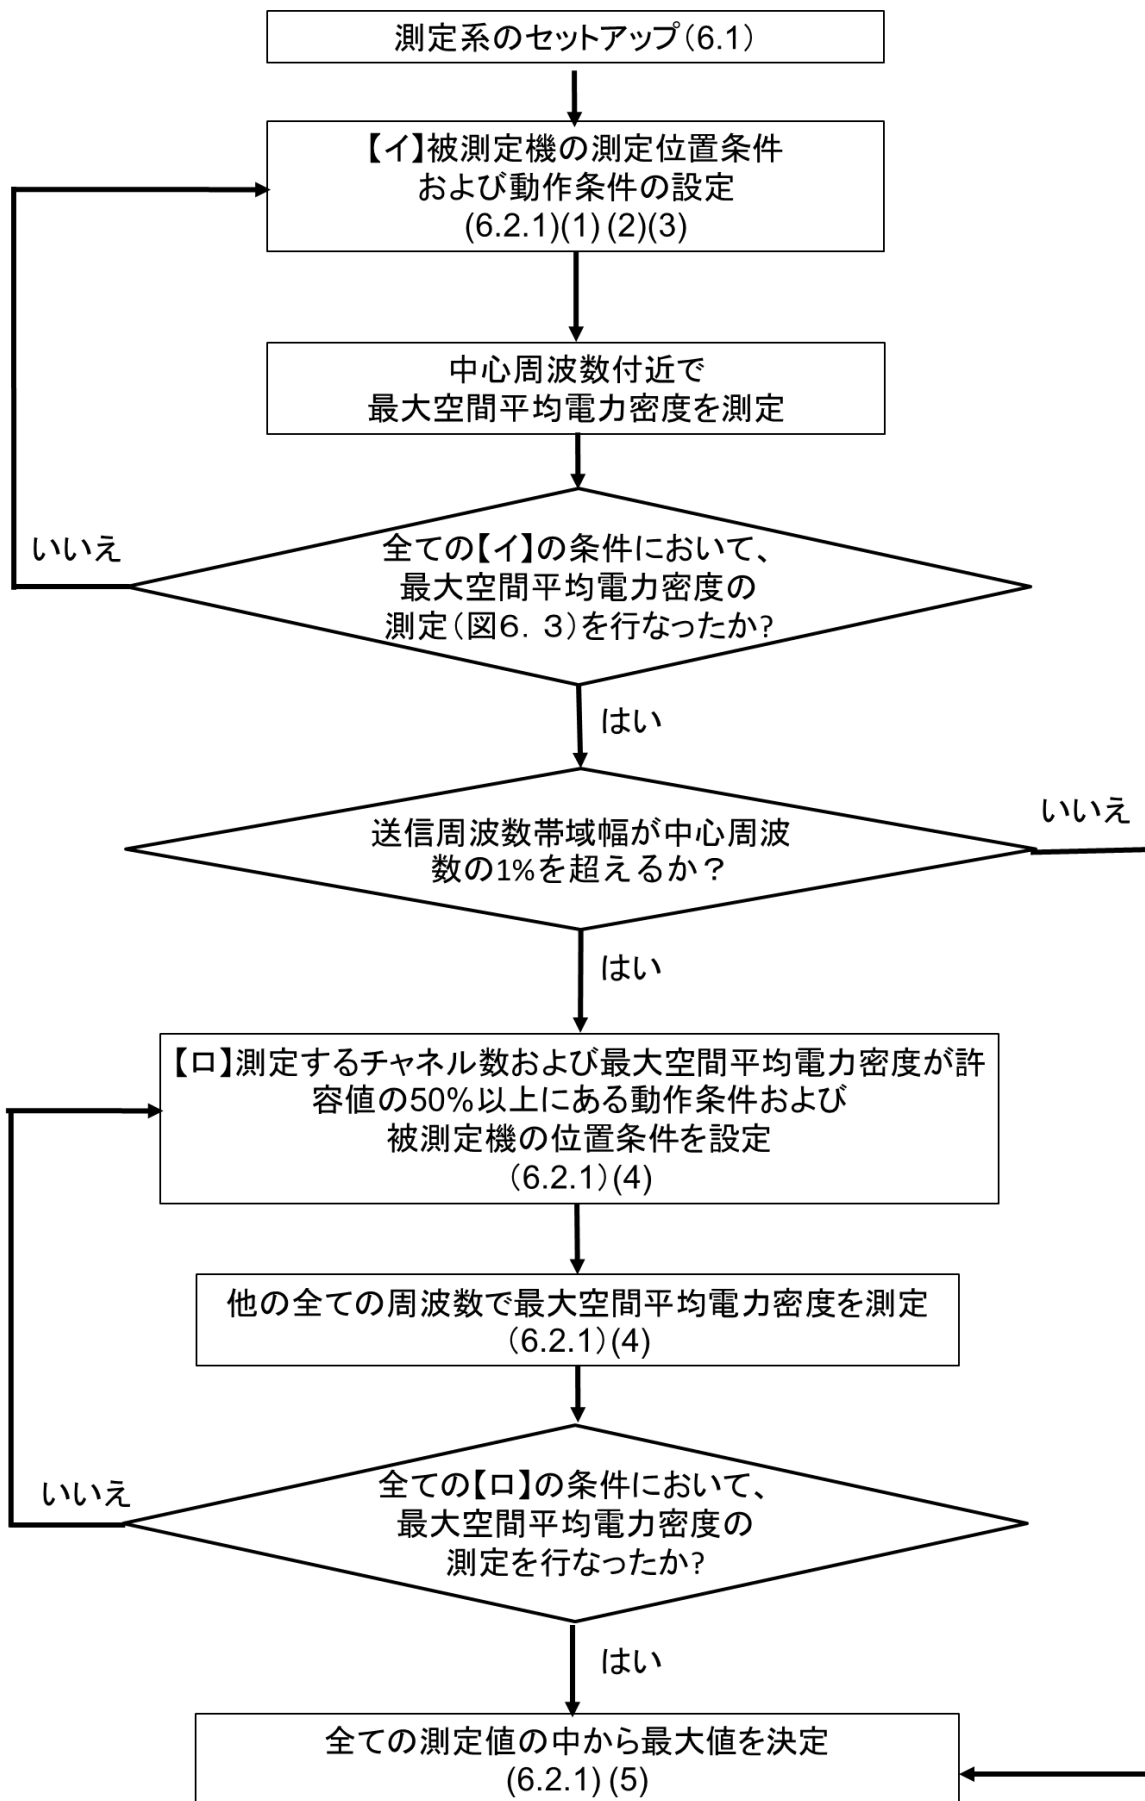 測定系のセットアップ（6.1）
【イ】被測定機の測定位置条件
および動作条件の設定
(6.2.1)(1) (2)(3)
中心周波数付近で
最大空間平均電力密度を測定
いいえ
全ての【イ】の条件において、
最大空間平均電力密度の
測定（図６．３）を行なったか?
はい
送信周波数帯域幅が中心周波
数の1%を超えるか？
いいえ
はい
【ロ】測定するチャネル数および最大空間平均電力密度が許
容値の50%以上にある動作条件および
被測定機の位置条件を設定
（6.2.1）(4)
他の全ての周波数で最大空間平均電力密度を測定
（6.2.1）(4)
いいえ
全ての【ロ】の条件において、
最大空間平均電力密度の
測定を行なったか?
はい
全ての測定値の中から最大値を決定
(6.2.1) (5)